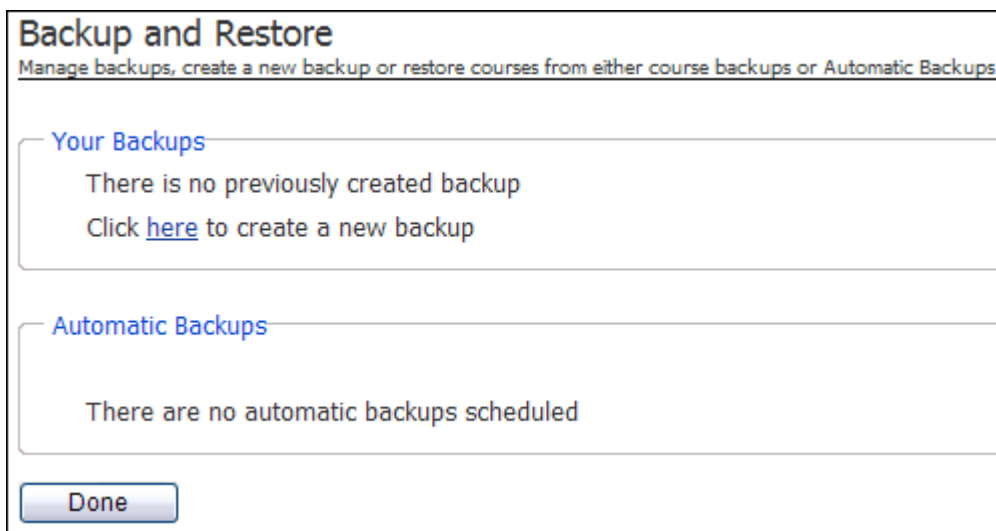 Backup and Restore
Manage backups, create a new backup or restore courses from either course backups or Automatic Backups
Your Backups
There is no previously created backup
Click here to create a new backup
Automatic Backups
There are no automatic backups scheduled
Done